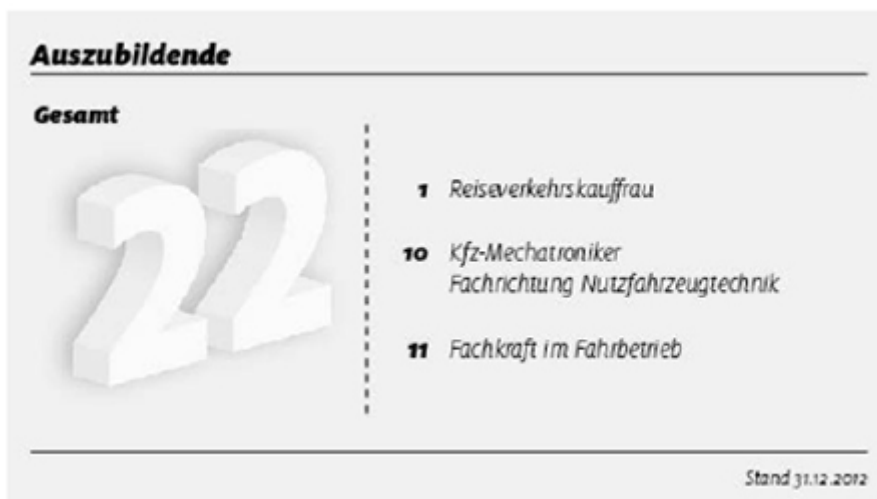 Auszubildende
Gesamt
22
1 Reiseverkehrskauffrau
10 Kfz-Mechatroniker
Fachrichtung Nutzfahrzeugtechnik
11 Fachkraft im Fahrbetrieb
Stand 31.12.2012